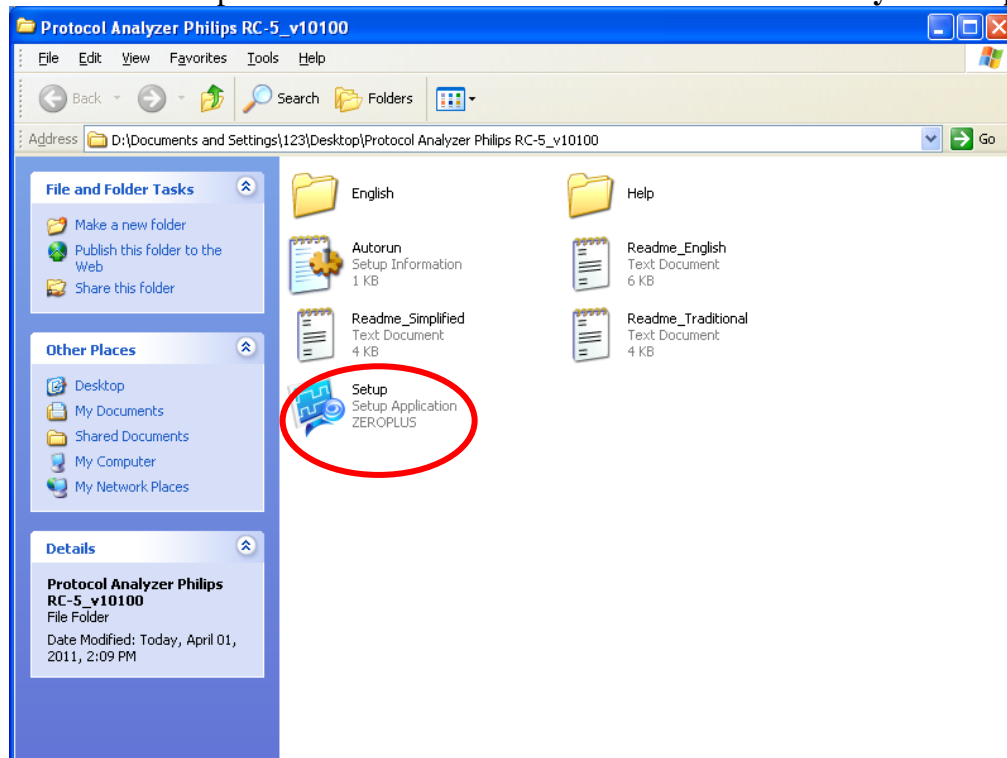 Protocol Analyzer Philips RC-5_v10100
File Edit View Favorites Tools Help
Back Search Folders
Address D:\Documents and Settings\123\Desktop\Protocol Analyzer Philips RC-5_v10100 Go
File and Folder Tasks
Make a new folder
Publish this folder to the
Web
Share this folder
Other Places
Desktop
My Documents
Shared Documents
My Computer
My Network Places
Details
Protocol Analyzer Philips
RC-5_v10100
File Folder
Date Modified: Today, April 01,
2011, 2:09 PM
English
Help
Autorun
Setup Information
1 KB
Readme_English
Text Document
6 KB
Readme_Simplified
Text Document
4 KB
Readme_Traditional
Text Document
4 KB
Setup
Setup Application
ZEROPLUS